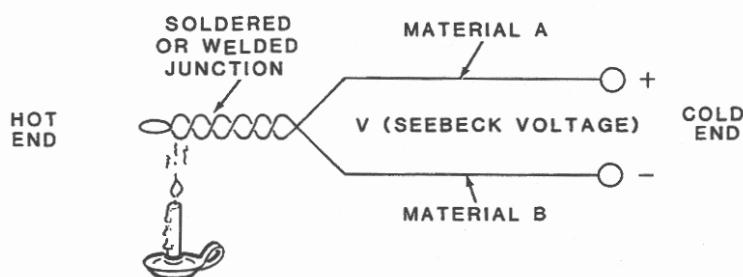 SOLDERED
OR WELDED
JUNCTION
MATERIAL A
+
HOT
END
V (SEEBECK VOLTAGE)
COLD
END
−
MATERIAL B